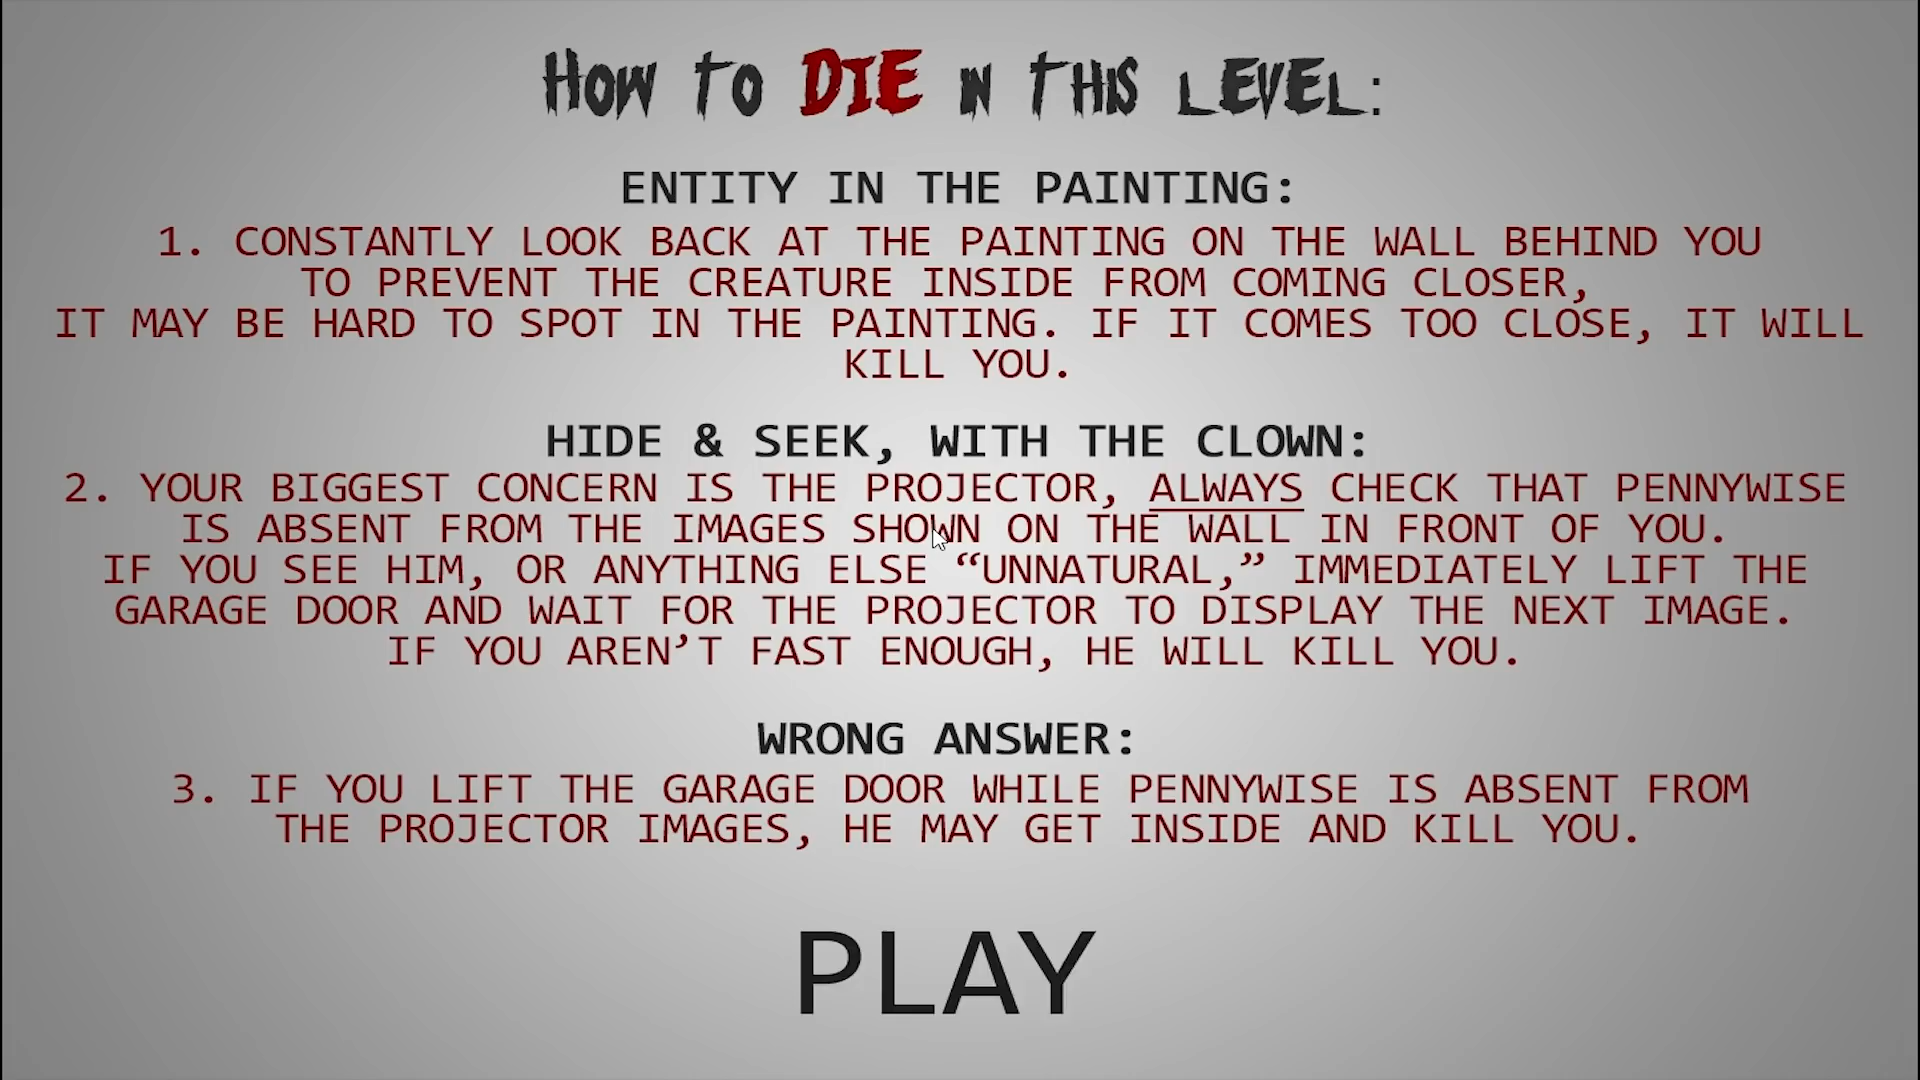 How to DIE in this level:
ENTITY IN THE PAINTING:
1. CONSTANTLY LOOK BACK AT THE PAINTING ON THE WALL BEHIND YOU
TO PREVENT THE CREATURE INSIDE FROM COMING CLOSER,
IT MAY BE HARD TO SPOT IN THE PAINTING. IF IT COMES TOO CLOSE, IT WILL
KILL YOU.
HIDE & SEEK, WITH THE CLOWN:
2. YOUR BIGGEST CONCERN IS THE PROJECTOR, ALWAYS CHECK THAT PENNYWISE
IS ABSENT FROM THE IMAGES SHOWN ON THE WALL IN FRONT OF YOU.
IF YOU SEE HIM, OR ANYTHING ELSE “UNNATURAL,” IMMEDIATELY LIFT THE
GARAGE DOOR AND WAIT FOR THE PROJECTOR TO DISPLAY THE NEXT IMAGE.
IF YOU AREN’T FAST ENOUGH, HE WILL KILL YOU.
WRONG ANSWER:
3. IF YOU LIFT THE GARAGE DOOR WHILE PENNYWISE IS ABSENT FROM
THE PROJECTOR IMAGES, HE MAY GET INSIDE AND KILL YOU.
PLAY